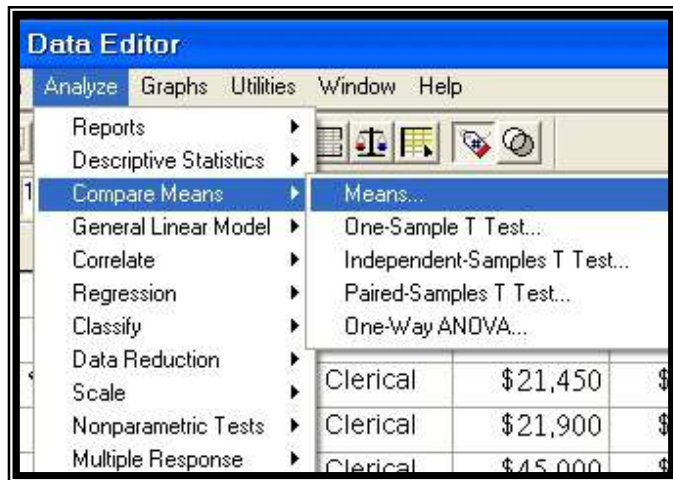 Data Editor
Analyze Graphs Utilities Window Help
Reports
Descriptive Statistics
Compare Means
General Linear Model
Correlate
Regression
Classify
Data Reduction
Scale
Nonparametric Tests
Multiple Response
Means...
One-Sample T Test...
Independent-Samples T Test...
Paired-Samples T Test...
One-Way ANOVA...
Clerical $21,450 $
Clerical $21,900 $
Clerical $45,000 $